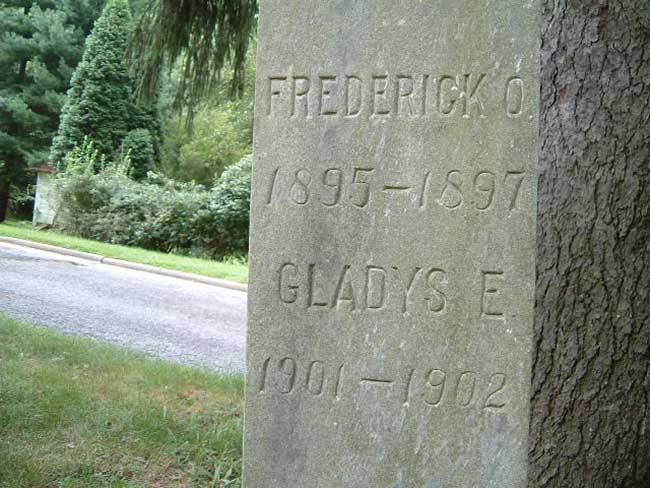 FREDERICK O.
1895–1897
GLADYS E.
1901–1902